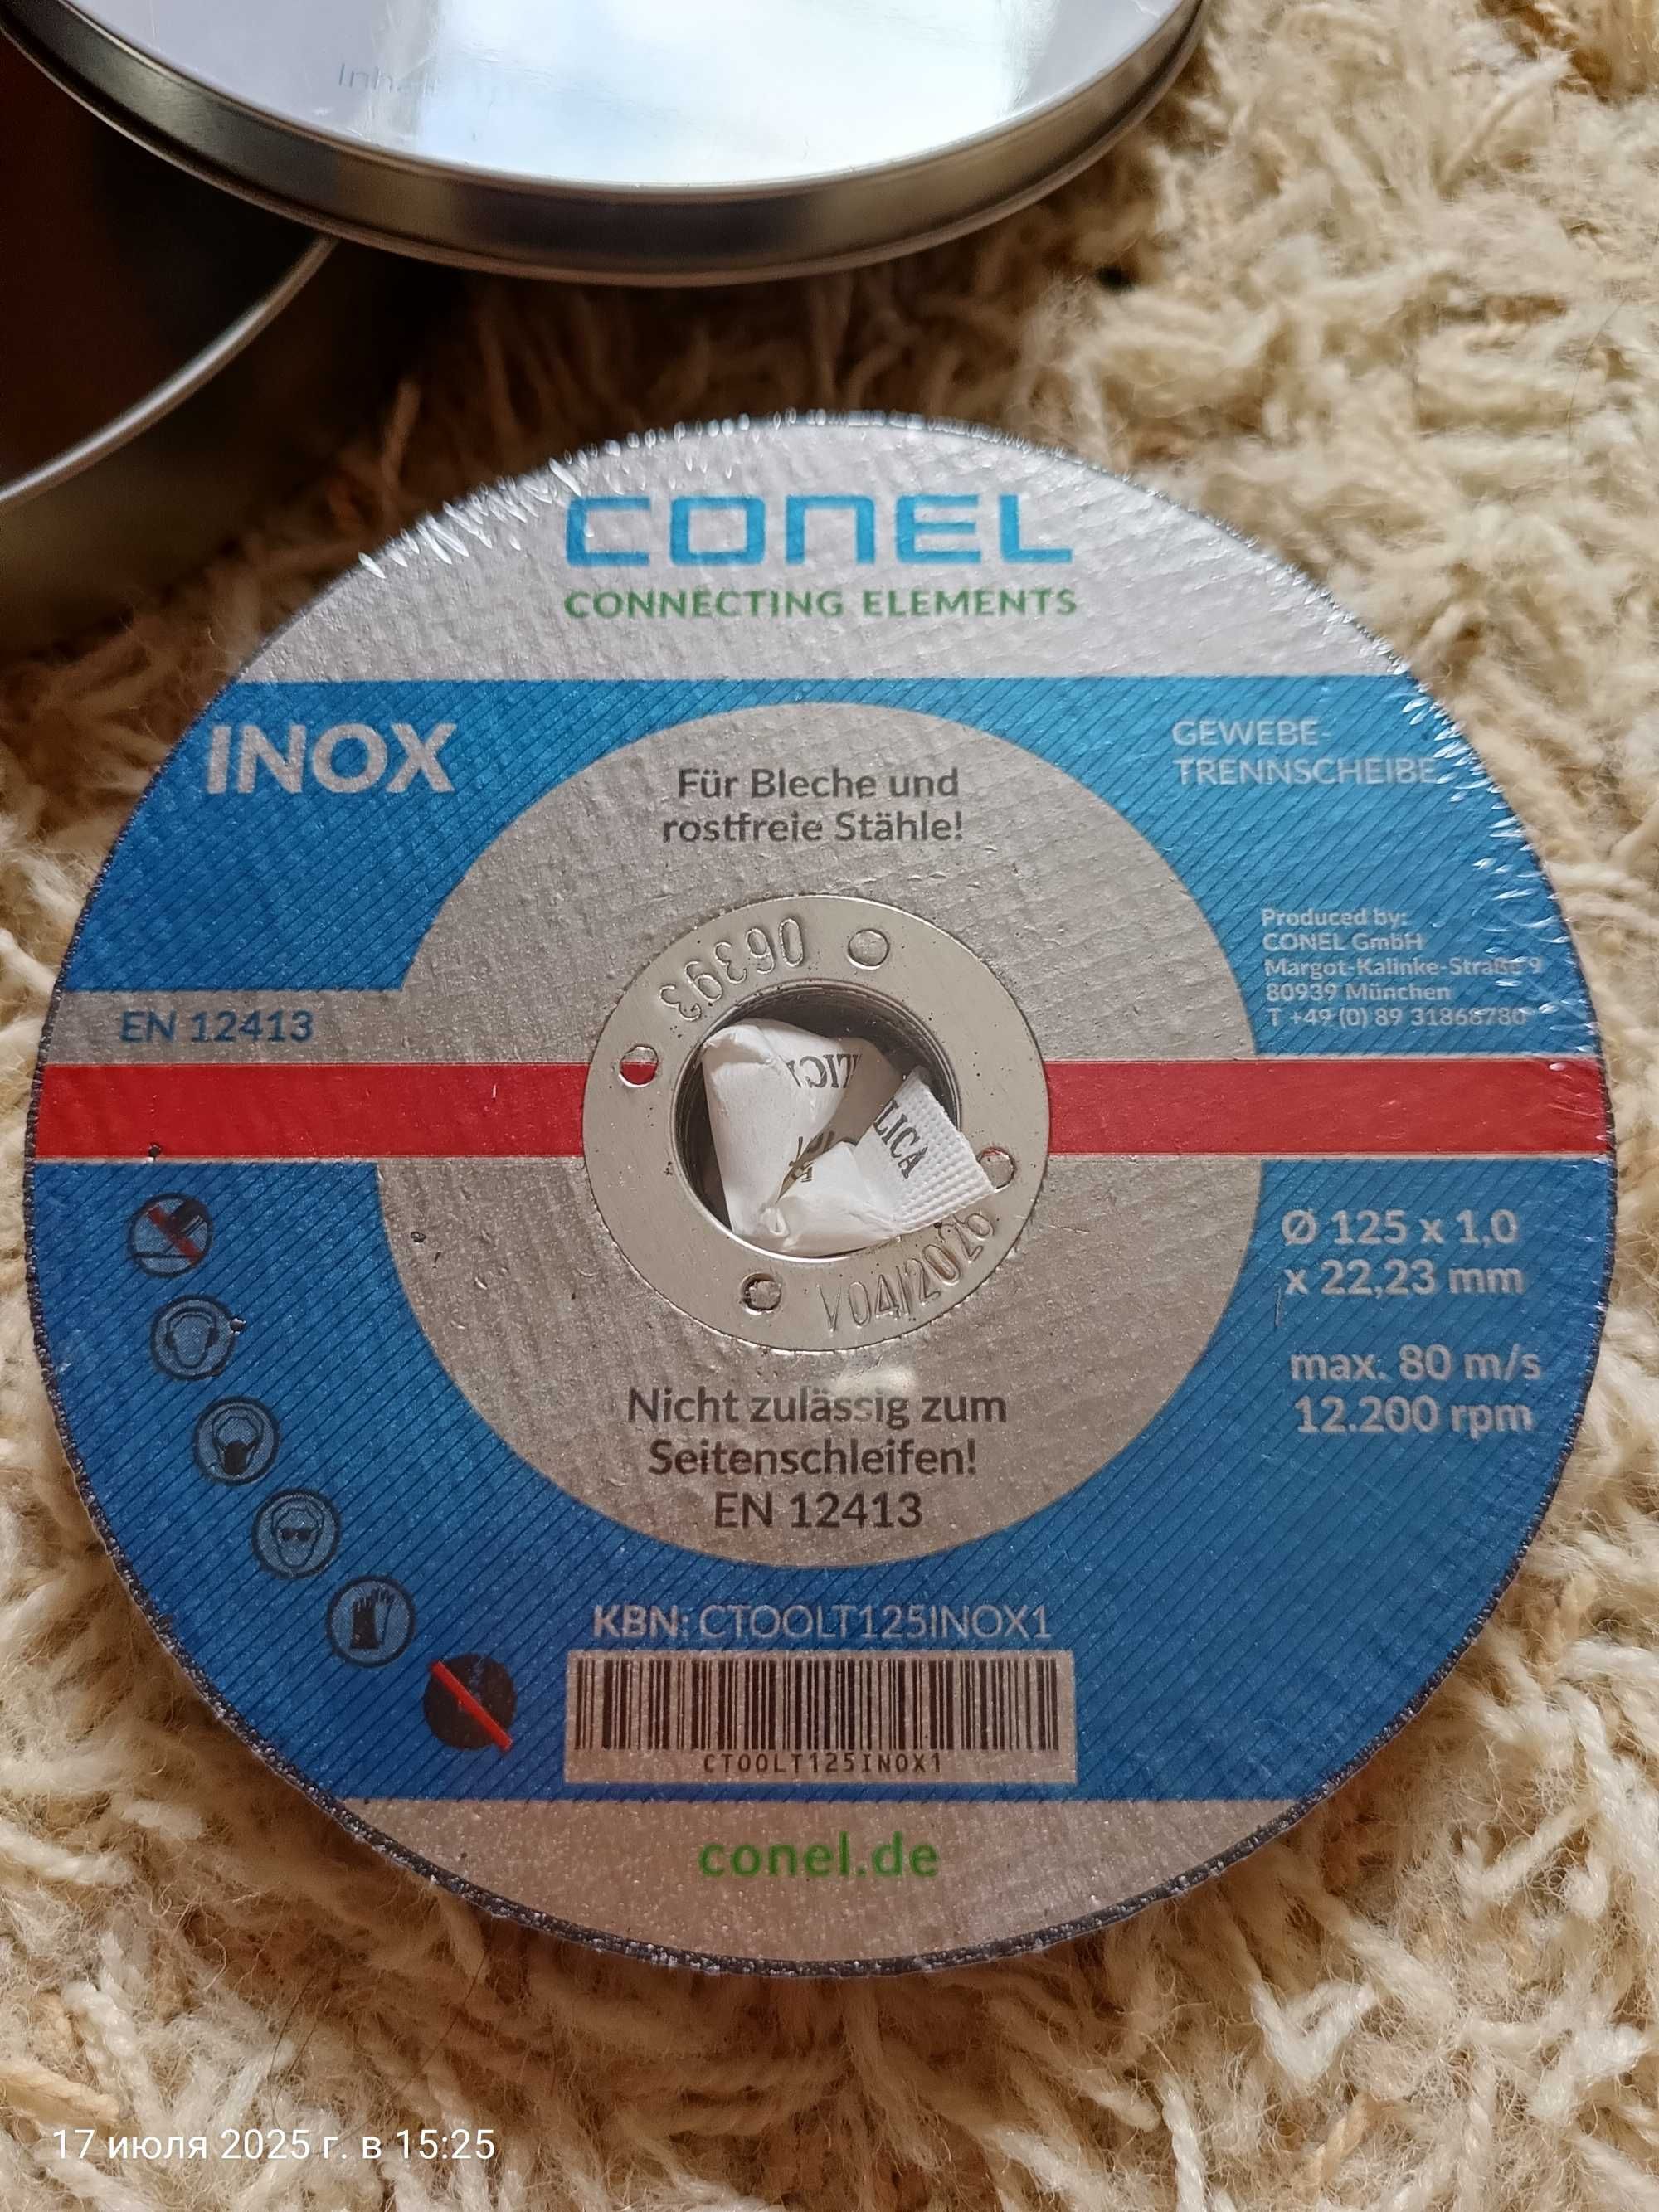 CONEL
CONNECTING ELEMENTS
INOX
GEWEBE-
TRENNSCHEIBE
Für Bleche und
rostfreie Stähle!
Produced by:
CONEL GmbH
Margot-Kalinke-Straße 9
80939 München
T +49 (0) 89 31868780
EN 12413
06393
LICA
V04/2026
Ø 125 x 1,0
x 22,23 mm
max. 80 m/s
12.200 rpm
Nicht zulässig zum
Seitenschleifen!
EN 12413
KBN: CTOOLT125INOX1
CTOOLT125INOX1
conel.de
17 июля 2025 г. в 15:25